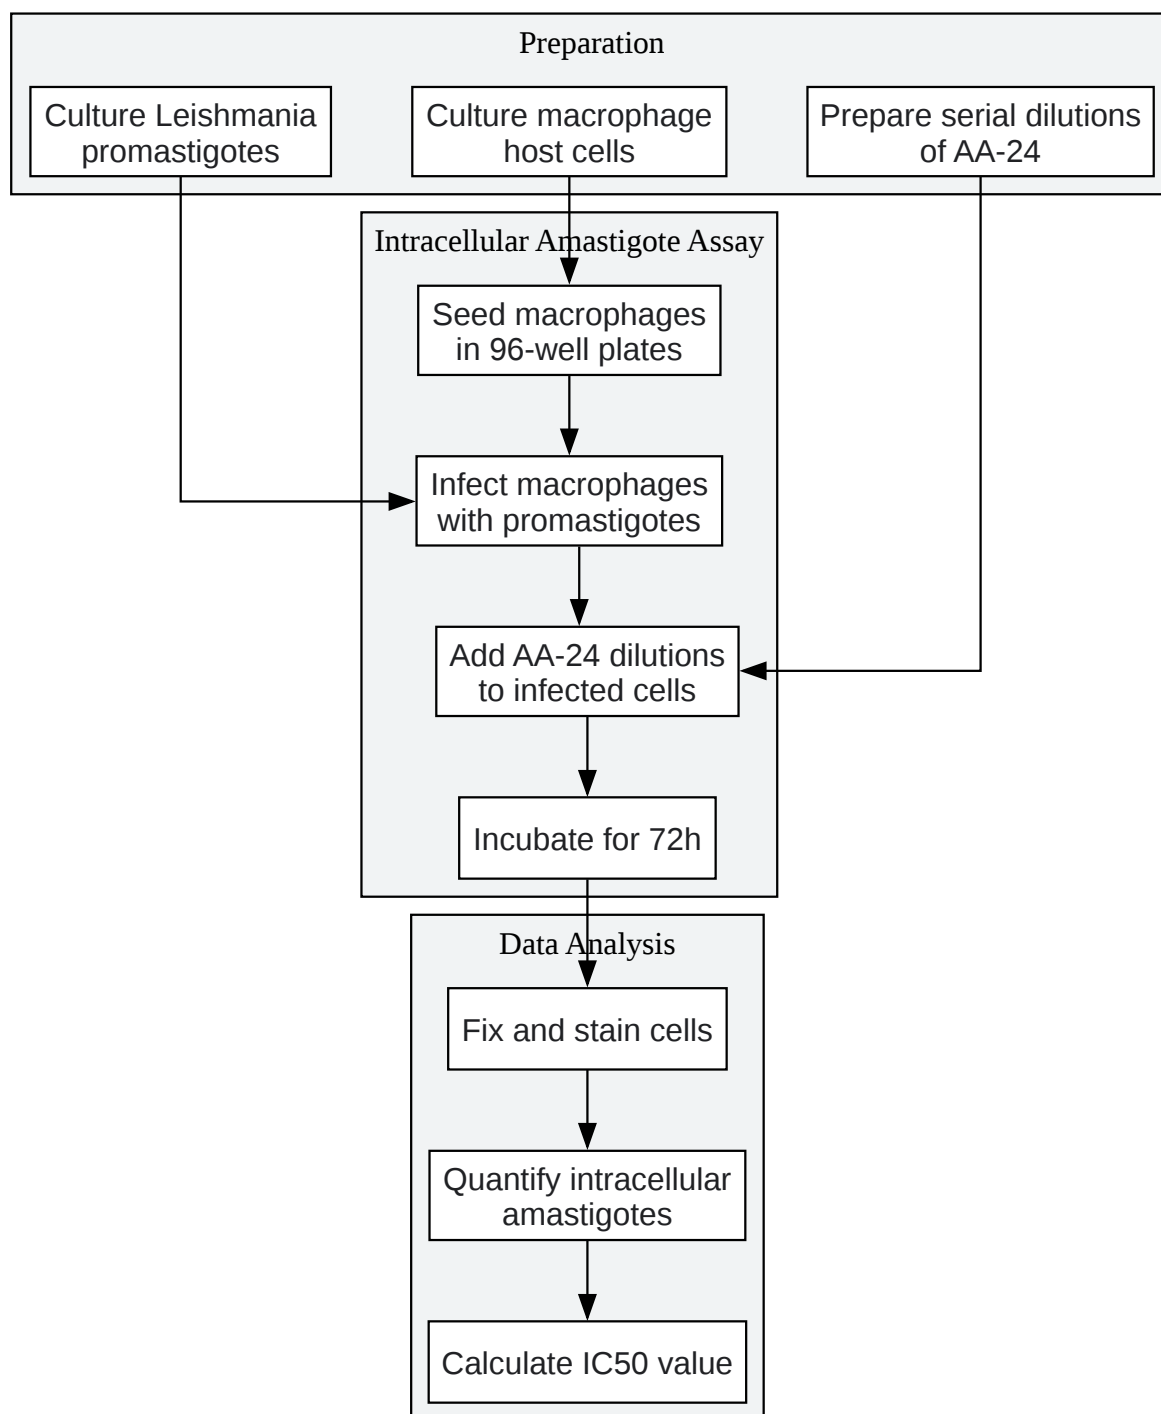 Preparation
Culture Leishmania
promastigotes
Culture macrophage
host cells
Prepare serial dilutions
of AA-24
Intracellular Amastigote Assay
Seed macrophages
in 96-well plates
Infect macrophages
with promastigotes
Add AA-24 dilutions
to infected cells
Incubate for 72h
Data Analysis
Fix and stain cells
Quantify intracellular
amastigotes
Calculate IC50 value